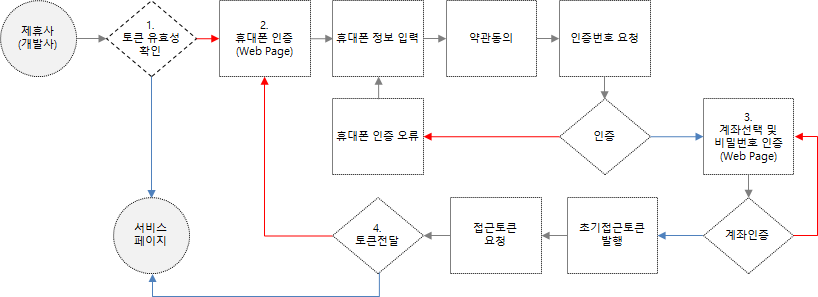 제휴사
(개발사)
1.
토큰 유효성
확인
2.
휴대폰 인증
(Web Page)
휴대폰 정보 입력
약관동의
인증번호 요청
휴대폰 인증 오류
인증
3.
계좌선택 및
비밀번호 인증
(Web Page)
서비스
페이지
4.
토큰전달
접근토큰
요청
초기접근토큰
발행
계좌인증